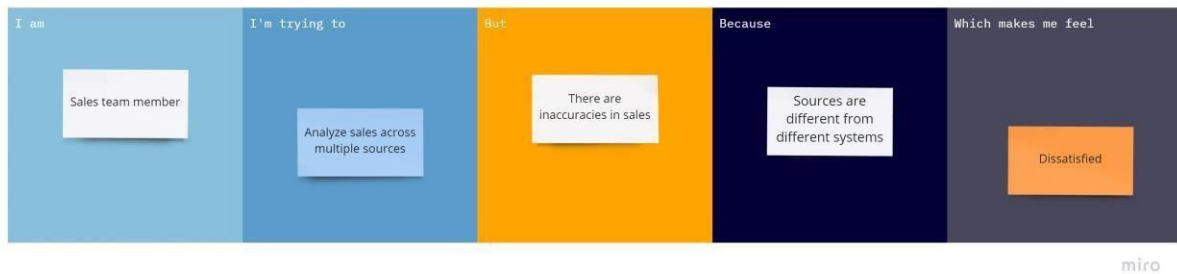 I am
Sales team member
I'm trying to
Analyze sales across
multiple sources
But
There are
inaccuracies in sales
Because
Sources are
different from
different systems
Which makes me feel
Dissatisfied
miro